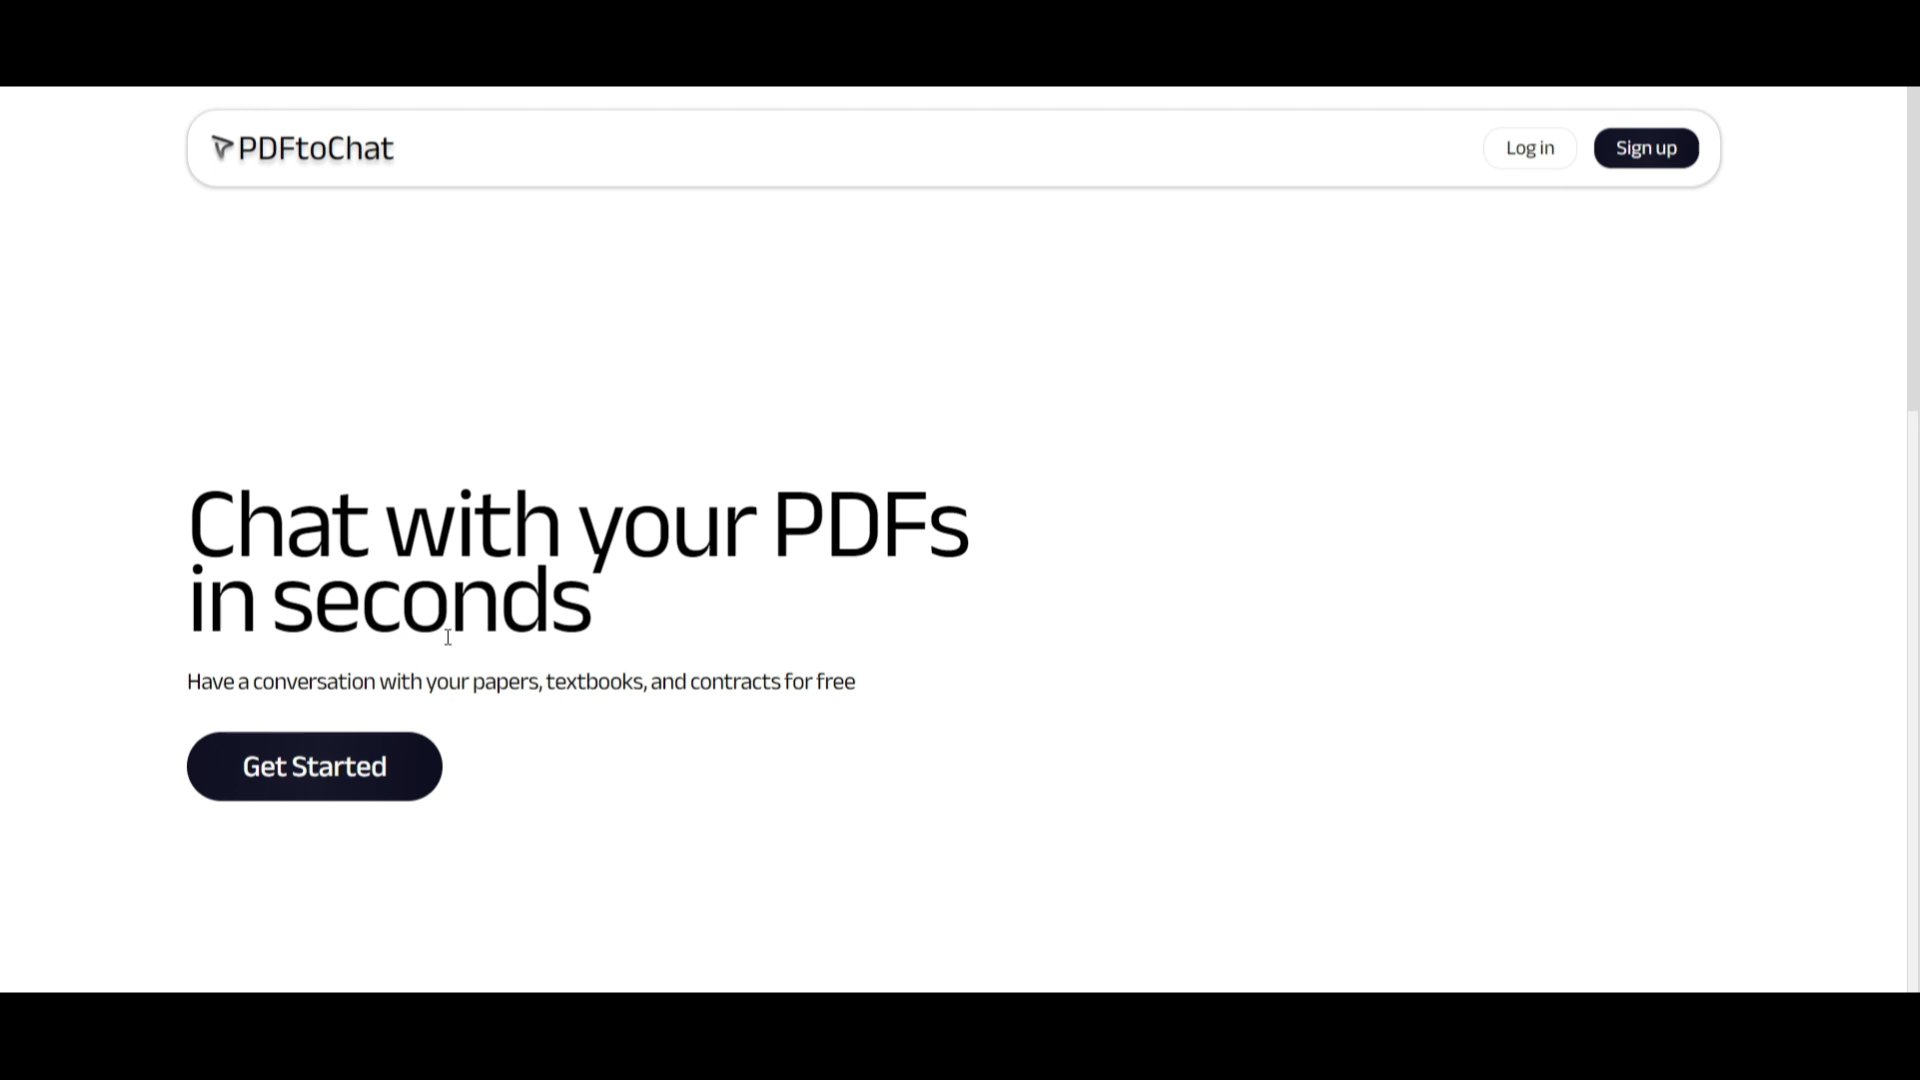 PDFtoChat
Log in
Sign up
Chat with your PDFs
in seconds
Have a conversation with your papers, textbooks, and contracts for free
Get Started